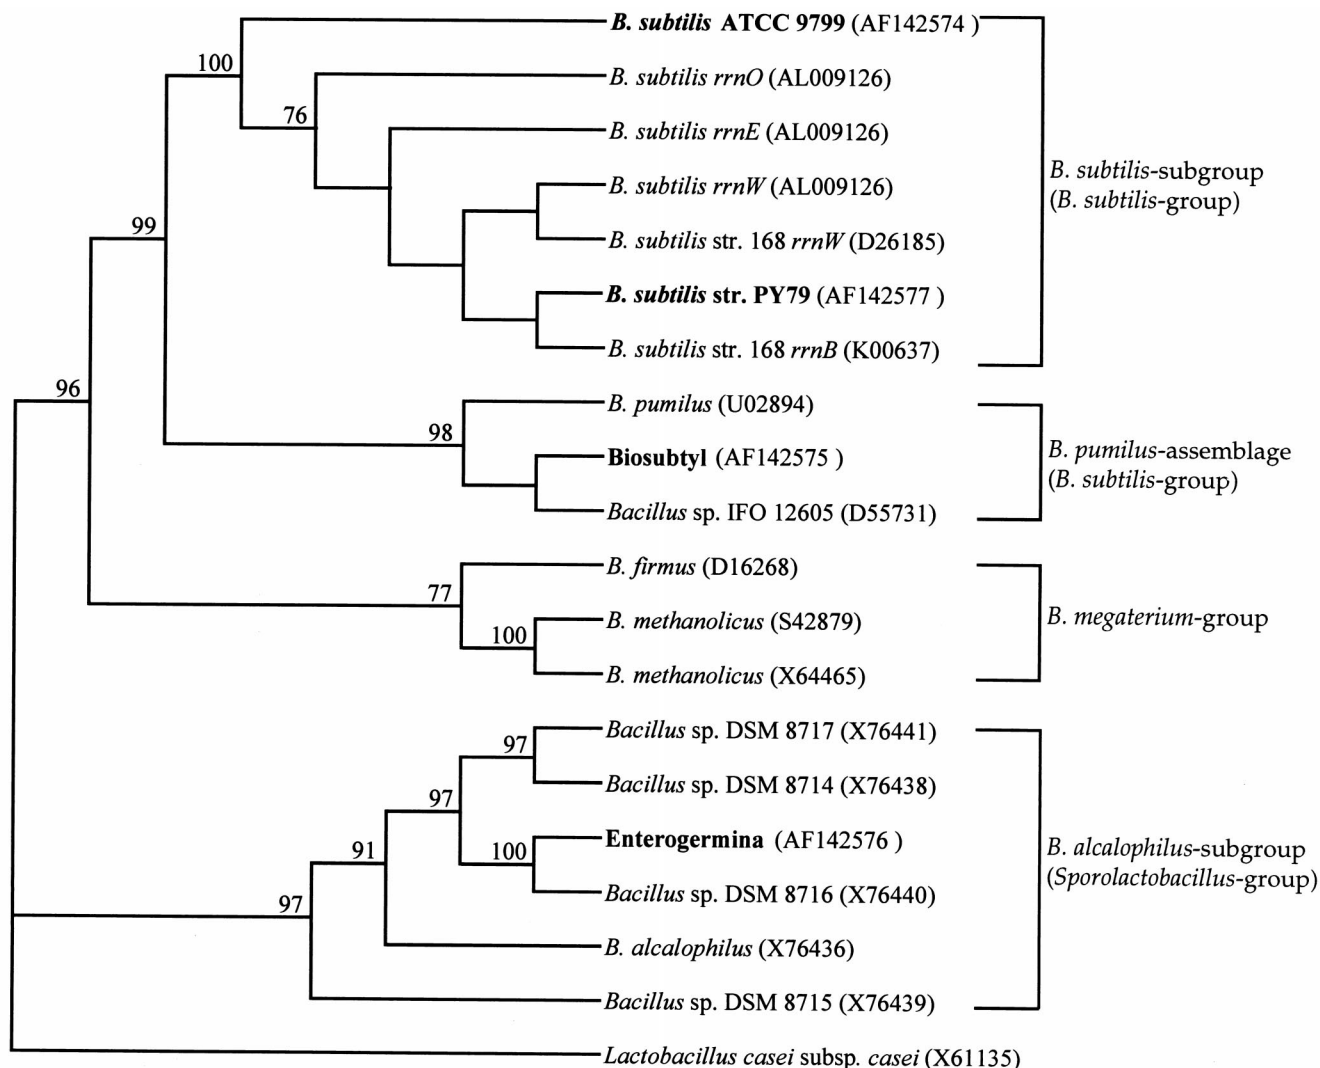 B. subtilis ATCC 9799 (AF142574 )
100
B. subtilis rrnO (AL009126)
76
B. subtilis rrnE (AL009126)
B. subtilis rrnW (AL009126)
B. subtilis-subgroup
(B. subtilis-group)
99
B. subtilis str. 168 rrnW (D26185)
B. subtilis str. PY79 (AF142577 )
B. subtilis str. 168 rrnB (K00637)
96
B. pumilus (U02894)
98
Biosubtyl (AF142575 )
B. pumilus-assemblage
(B. subtilis-group)
Bacillus sp. IFO 12605 (D55731)
B. firmus (D16268)
77
B. methanolicus (S42879)
B. megaterium-group
100
B. methanolicus (X64465)
Bacillus sp. DSM 8717 (X76441)
97
Bacillus sp. DSM 8714 (X76438)
97
Enterogermina (AF142576 )
91
100
B. alcalophilus-subgroup
(Sporolactobacillus-group)
Bacillus sp. DSM 8716 (X76440)
97
B. alcalophilus (X76436)
Bacillus sp. DSM 8715 (X76439)
Lactobacillus casei subsp. casei (X61135)